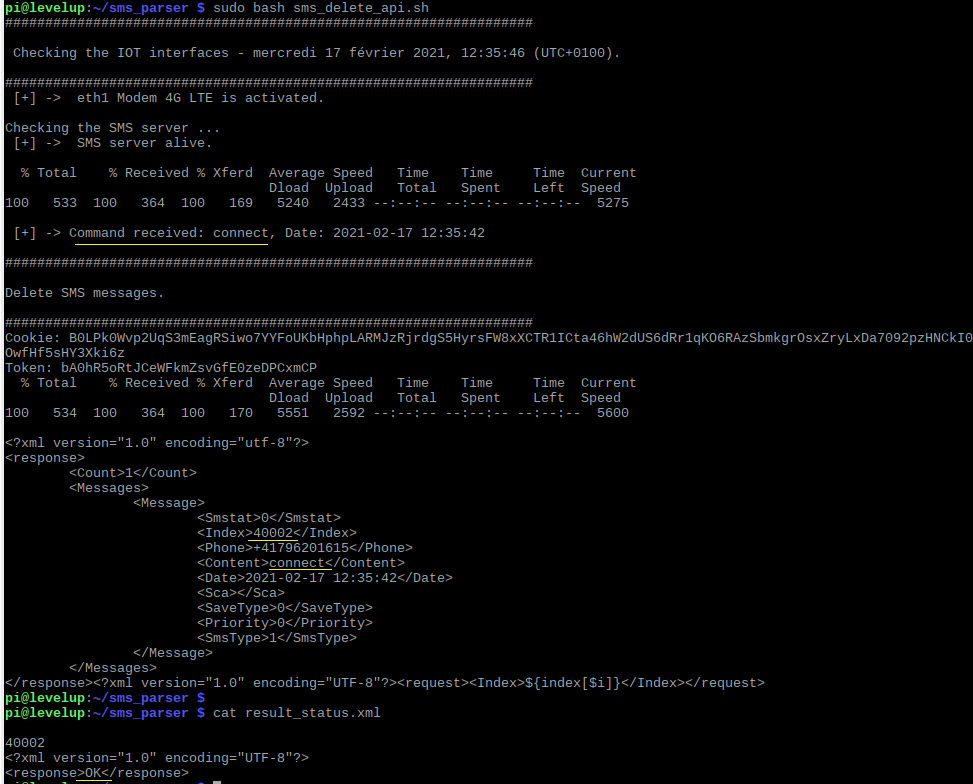 pi@levelup:~/sms_parser $ sudo bash sms_delete_api.sh
##################################################################
Checking the IOT interfaces - mercredi 17 février 2021, 12:35:46 (UTC+0100).
##################################################################
[+] -> eth1 Modem 4G LTE is activated.
Checking the SMS server ...
[+] -> SMS server alive.
% Total % Received % Xferd Average Speed Time Time Time Current
Dload Upload Total Spent Left Speed
100 533 100 364 100 169 5240 2433 --:--:-- --:--:-- --:--:-- 5275
[+] -> Command received: connect, Date: 2021-02-17 12:35:42
##################################################################
Delete SMS messages.
##################################################################
Cookie: B0LPk0Wvp2UqS3mEagRSiwo7YYFoUKbHphpLARMJzRjrdgS5HyrsFW8xXCTR1ICta46hW2dUS6dRr1qKO6RAzSbmkgrOsxZryLxDa7092pzHNCkI0
OwfHf5sHY3Xki6z
Token: bA0hR5oRtJCeWFkmZsvGfE0zeDPCxmCP
% Total % Received % Xferd Average Speed Time Time Time Current
Dload Upload Total Spent Left Speed
100 534 100 364 100 170 5551 2592 --:--:-- --:--:-- --:--:-- 5600
<?xml version="1.0" encoding="utf-8"?>
<response>
<Count>1</Count>
<Messages>
<Message>
<Smstat>0</Smstat>
<Index>40002</Index>
<Phone>+41796201615</Phone>
<Content>connect</Content>
<Date>2021-02-17 12:35:42</Date>
<Sca></Sca>
<SaveType>0</SaveType>
<Priority>0</Priority>
<SmsType>1</SmsType>
</Message>
</Messages>
</response><?xml version="1.0" encoding="UTF-8"?><request><Index>${index[$i]}</Index></request>
pi@levelup:~/sms_parser $
pi@levelup:~/sms_parser $ cat result_status.xml
40002
<?xml version="1.0" encoding="UTF-8"?>
<response>OK</response>